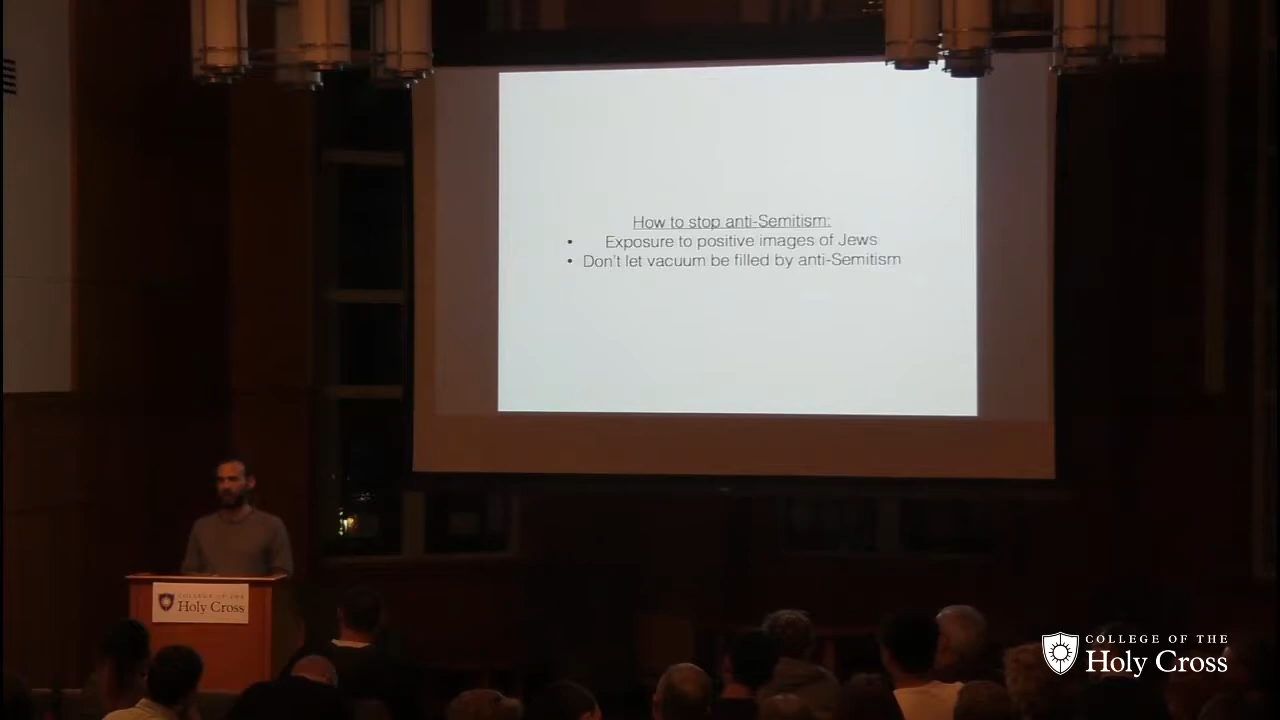 How to stop anti-Semitism:
• Exposure to positive images of Jews
• Don't let vacuum be filled by anti-Semitism
COLLEGE OF THE
Holy Cross
COLLEGE OF THE
Holy Cross